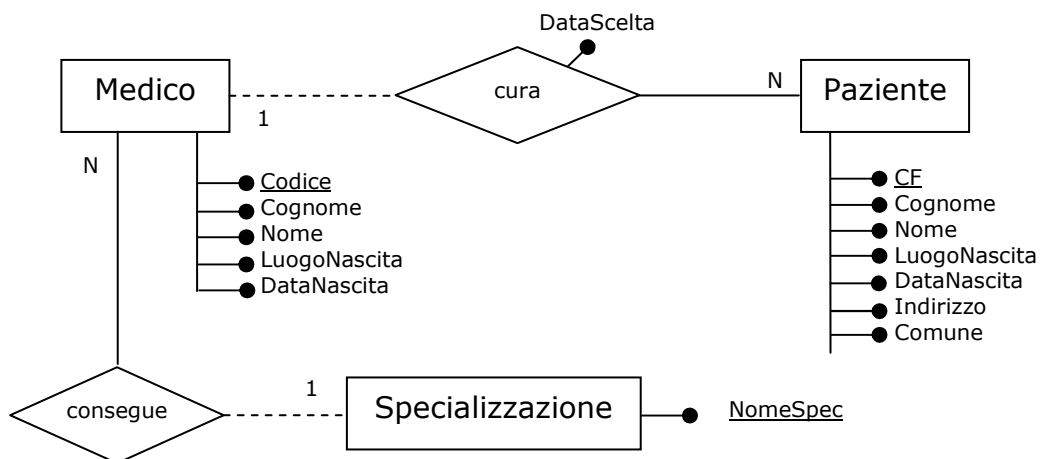 DataScelta
Medico
1
cura
N
Paziente
N
Codice
Cognome
Nome
LuogoNascita
DataNascita
CF
Cognome
Nome
LuogoNascita
DataNascita
Indirizzo
Comune
consegue
1
Specializzazione
NomeSpec